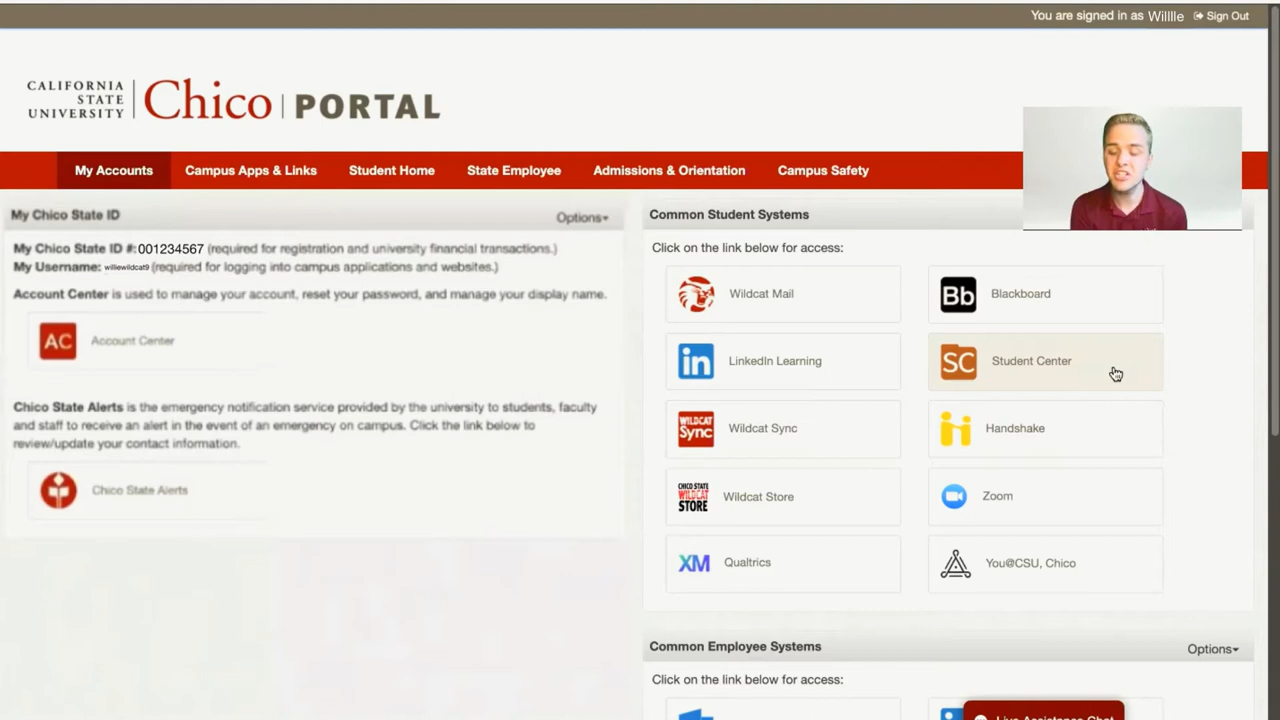 You are signed in as Willlie Sign Out
CALIFORNIA
STATE
UNIVERSITY
Chico PORTAL
My Accounts Campus Apps & Links Student Home State Employee Admissions & Orientation Campus Safety
My Chico State ID Options
My Chico State ID #: 001234567 (required for registration and university financial transactions.)
My Username: williewildcat9 (required for logging into campus applications and websites.)
Account Center is used to manage your account, reset your password, and manage your display name.
AC Account Center
Chico State Alerts is the emergency notification service provided by the university to students, faculty
and staff to receive an alert in the event of an emergency on campus. Click the link below to
review/update your contact information.
Chico State Alerts
Common Student Systems
Click on the link below for access:
Wildcat Mail
Bb Blackboard
in LinkedIn Learning
SC Student Center
WILDCAT Sync Wildcat Sync
Handshake
CHICO STATE WILDCAT STORE Wildcat Store
Zoom
XM Qualtrics
You@CSU, Chico
Common Employee Systems Options
Click on the link below for access:
Live Assistance Chat